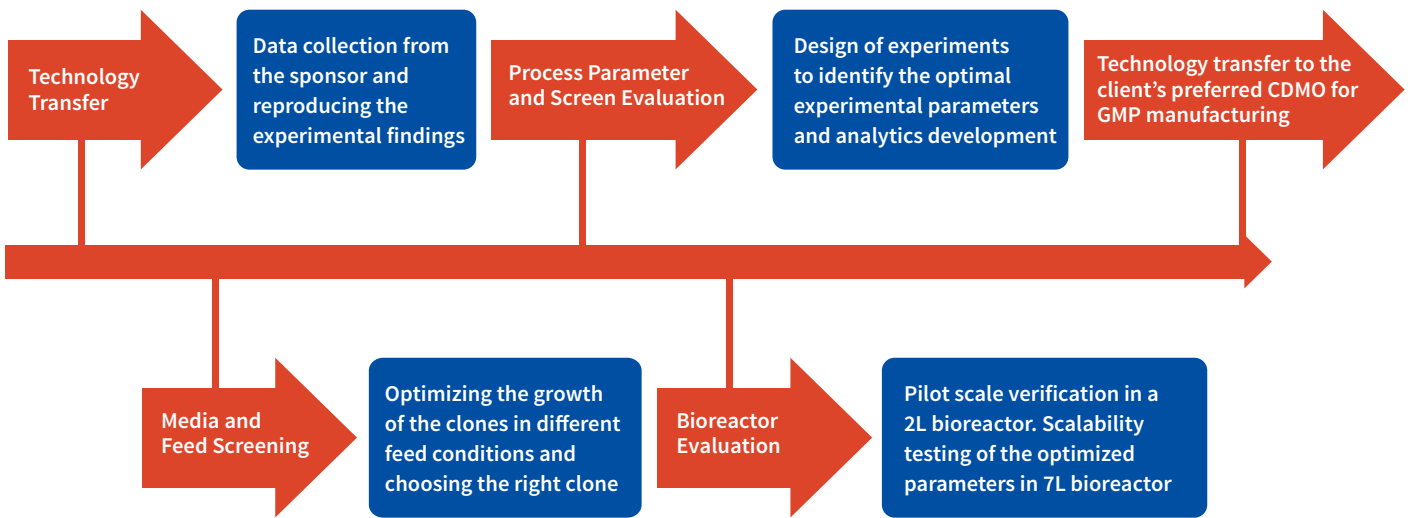 Technology
Transfer
Data collection from
the sponsor and
reproducing the
experimental findings
Process Parameter
and Screen Evaluation
Design of experiments
to identify the optimal
experimental parameters
and analytics development
Technology transfer to the
client’s preferred CDMO for
GMP manufacturing
Media and
Feed Screening
Optimizing the growth
of the clones in different
feed conditions and
choosing the right clone
Bioreactor
Evaluation
Pilot scale verification in a
2L bioreactor. Scalability
testing of the optimized
parameters in 7L bioreactor